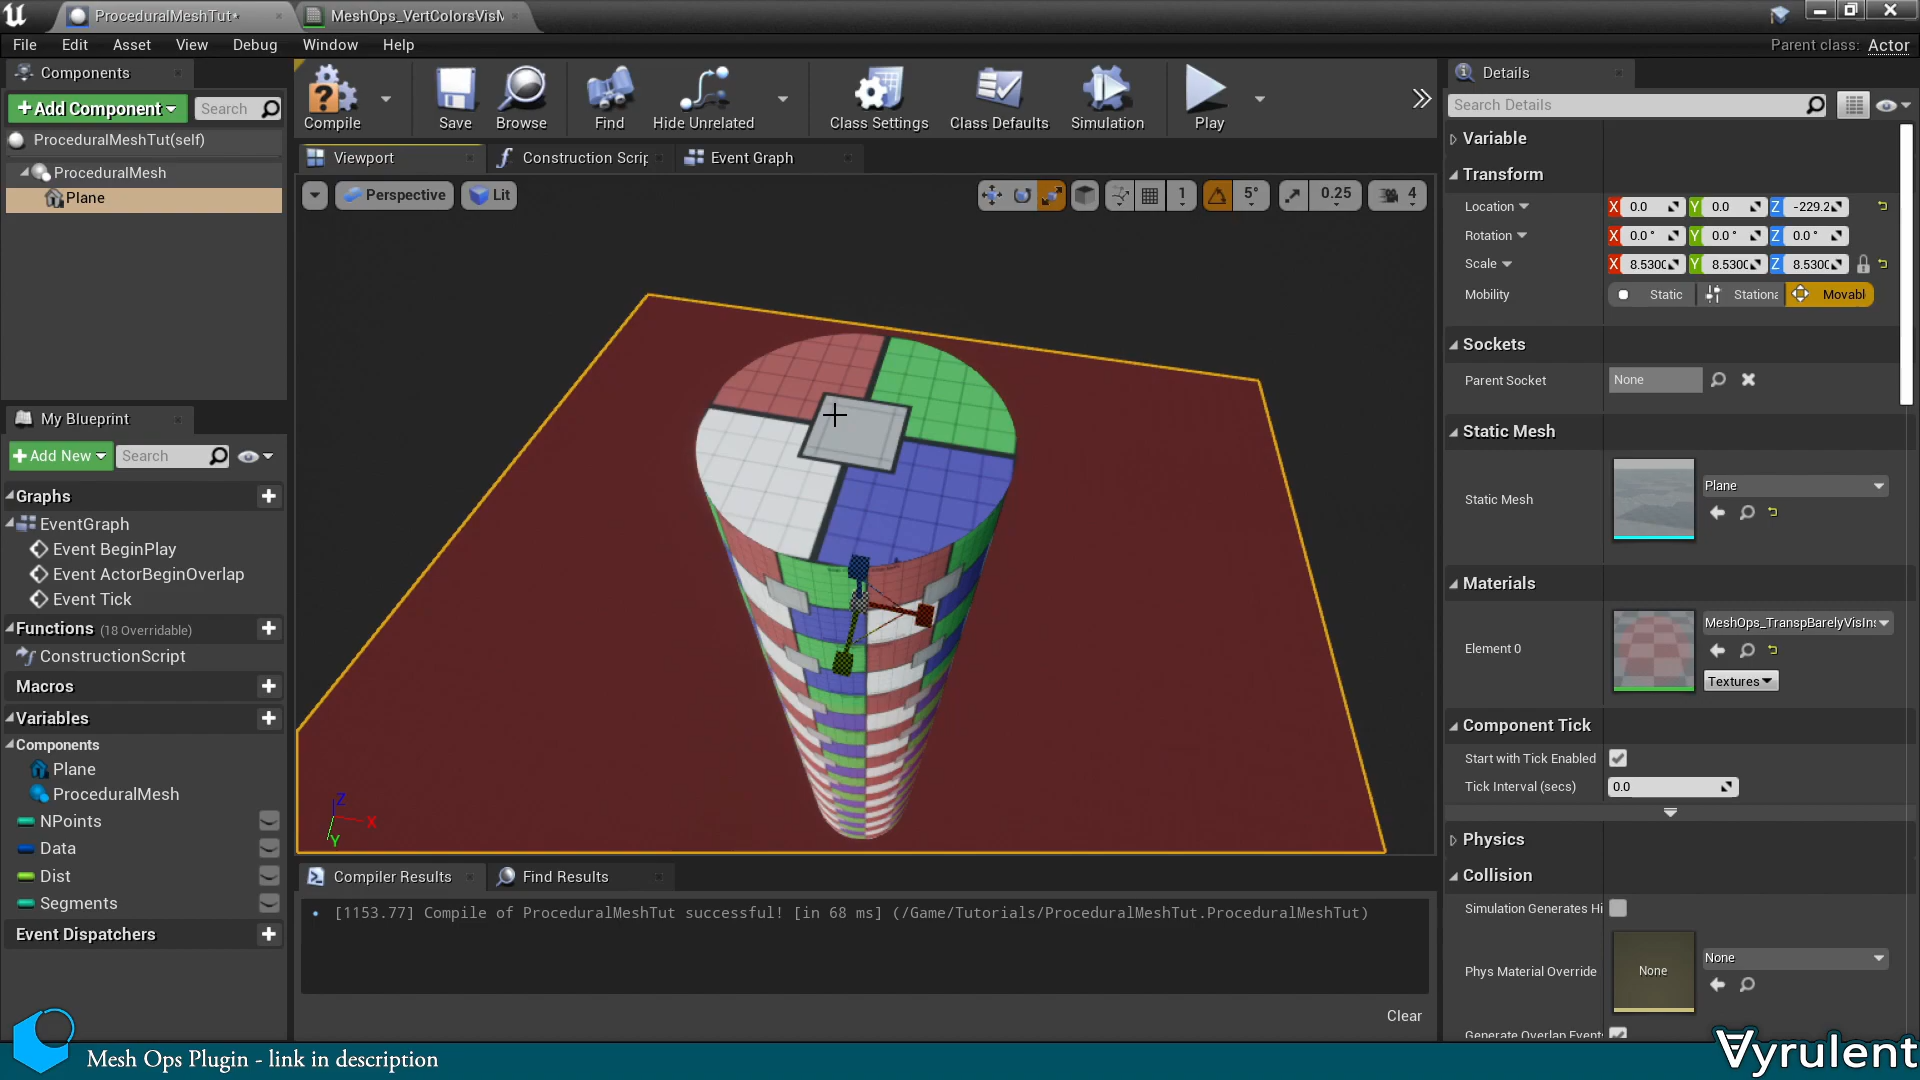 ProceduralMeshTut•
MeshOps_VertColorsVisM
File Edit Asset View Debug Window Help
Parent class: Actor
Components
+Add Component
Search
ProceduralMeshTut(self)
ProceduralMesh
Plane
Compile
Save
Browse
Find
Hide Unrelated
Class Settings
Class Defaults
Simulation
Play
Viewport
Construction Scrip
Event Graph
Perspective
Lit
1
5°
0.25
4
Z
X
Y
My Blueprint
+Add New
Search
Graphs
EventGraph
Event BeginPlay
Event ActorBeginOverlap
Event Tick
Functions (18 Overridable)
ConstructionScript
Macros
Variables
Components
Plane
ProceduralMesh
NPoints
Data
Dist
Segments
Event Dispatchers
Compiler Results
Find Results
[1153.77] Compile of ProceduralMeshTut successful! [in 68 ms] (/Game/Tutorials/ProceduralMeshTut.ProceduralMeshTut)
Clear
Details
Search Details
Variable
Transform
Location X 0.0 Y 0.0 Z -229.2
Rotation X 0.0° Y 0.0° Z 0.0°
Scale X 8.530 Y 8.530 Z 8.530
Mobility Static Stationa Movabl
Sockets
Parent Socket None
Static Mesh
Static Mesh Plane
Materials
Element 0 MeshOps_TranspBarelyVisIns
Textures
Component Tick
Start with Tick Enabled
Tick Interval (secs) 0.0
Physics
Collision
Simulation Generates Hi
Phys Material Override None None
Generate Overlap Event
Mesh Ops Plugin - link in description
Vyrulent